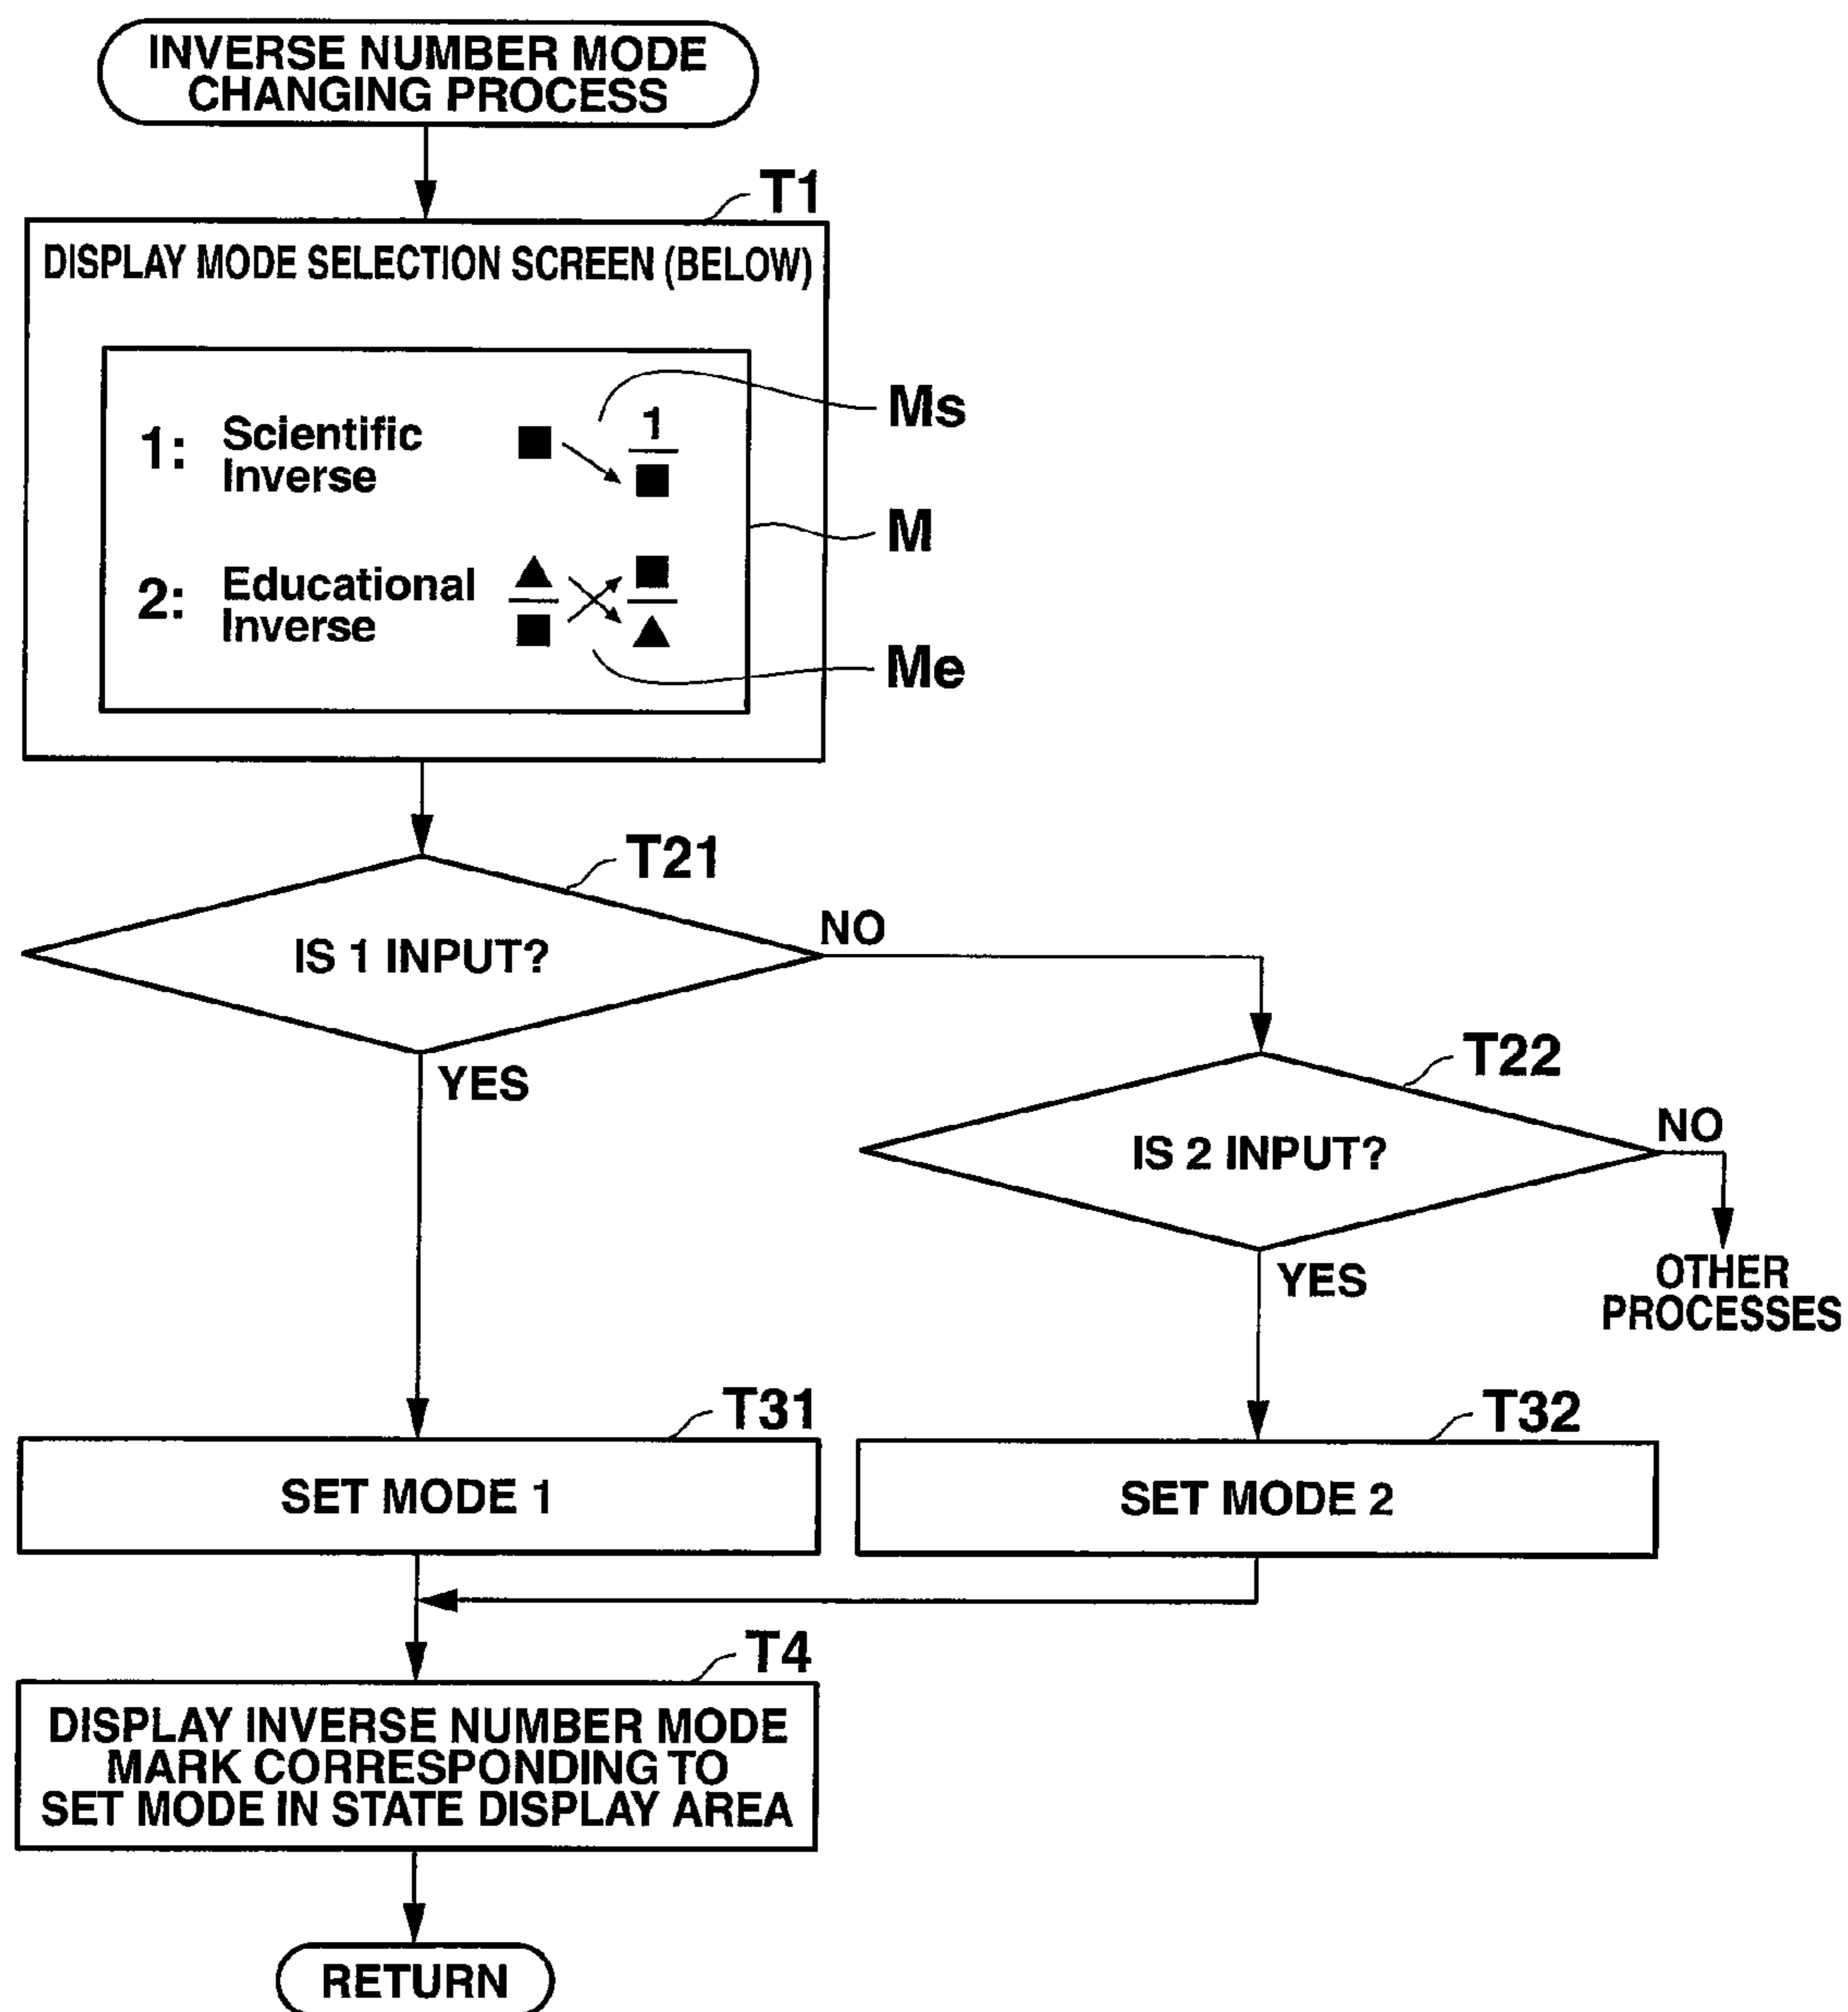 INVERSE NUMBER MODE
CHANGING PROCESS
T1
DISPLAY MODE SELECTION SCREEN (BELOW)
Ms
1: Scientific
Inverse
1
M
2: Educational
Inverse
Me
T21
IS 1 INPUT?
NO
YES
T22
IS 2 INPUT?
NO
YES
OTHER
PROCESSES
T31
SET MODE 1
T32
SET MODE 2
T4
DISPLAY INVERSE NUMBER MODE
MARK CORRESPONDING TO
SET MODE IN STATE DISPLAY AREA
RETURN